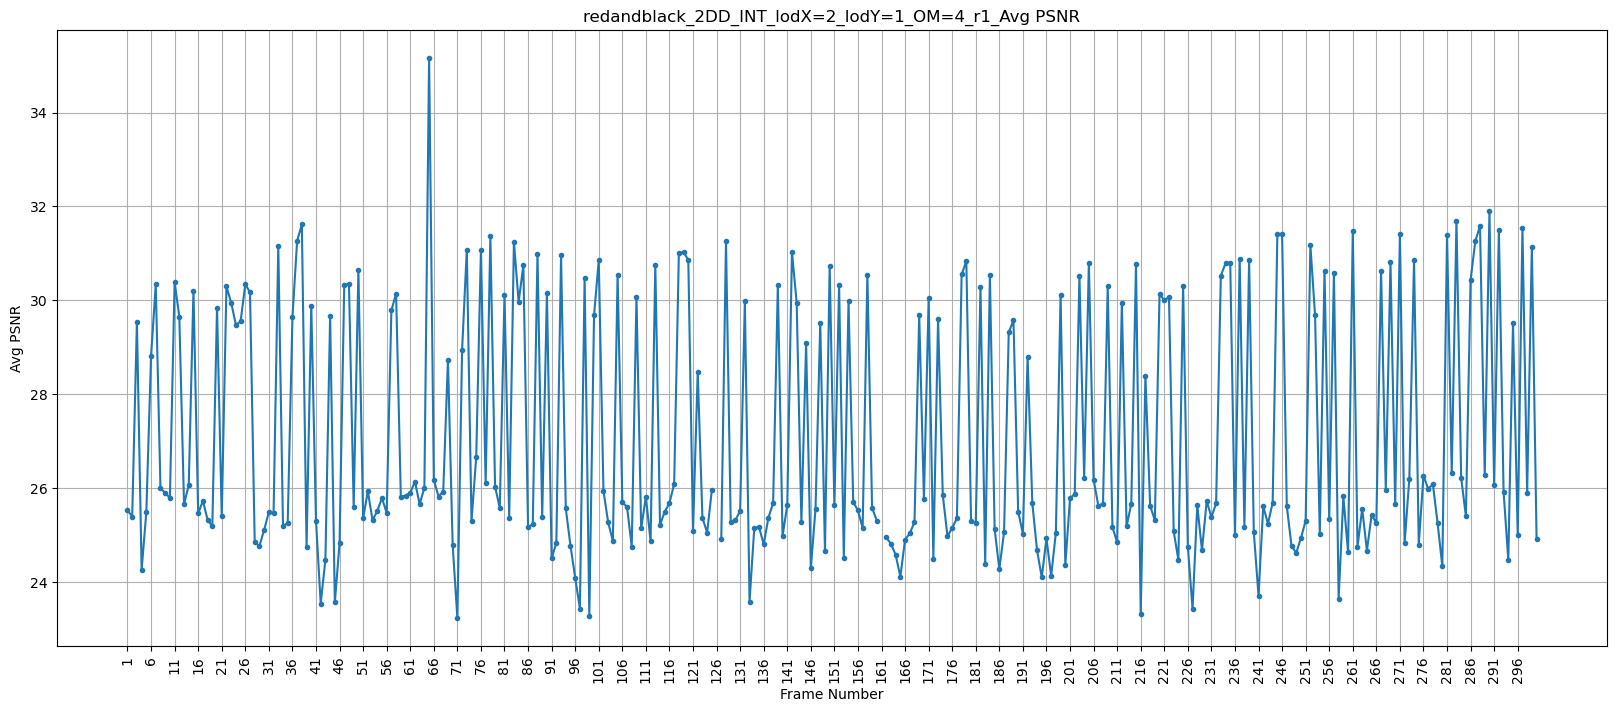 redandblack_2DD_INT_lodX=2_lodY=1_OM=4_r1_Avg PSNR
Avg PSNR
34
32
30
28
26
24
1 6 11 16 21 26 31 36 41 46 51 56 61 66 71 76 81 86 91 96 101 106 111 116 121 126 131 136 141 146 151 156 161 166 171 176 181 186 191 196 201 206 211 216 221 226 231 236 241 246 251 256 261 266 271 276 281 286 291 296
Frame Number